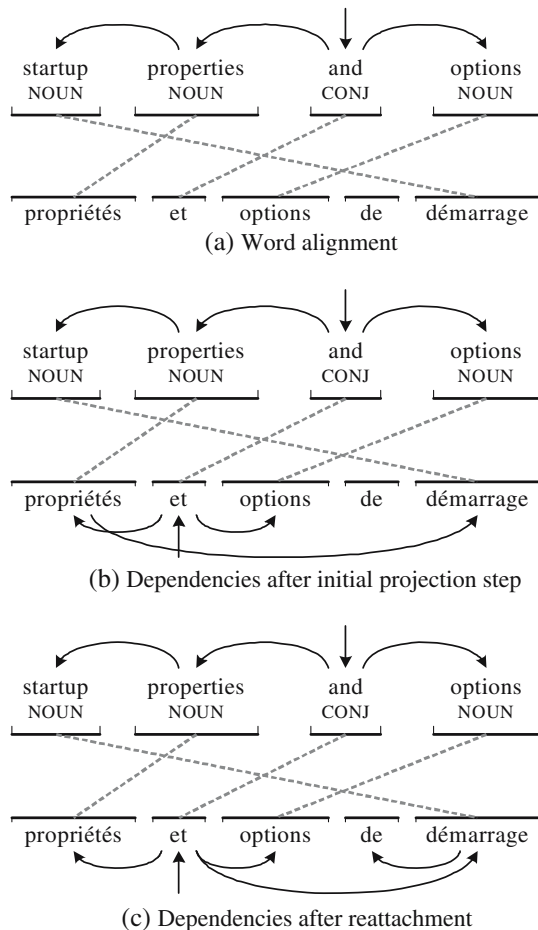 startup properties and options
NOUN NOUN CONJ NOUN
propriétés et options de démarrage
(a) Word alignment
startup properties and options
NOUN NOUN CONJ NOUN
propriétés et options de démarrage
(b) Dependencies after initial projection step
startup properties and options
NOUN NOUN CONJ NOUN
propriétés et options de démarrage
(c) Dependencies after reattachment